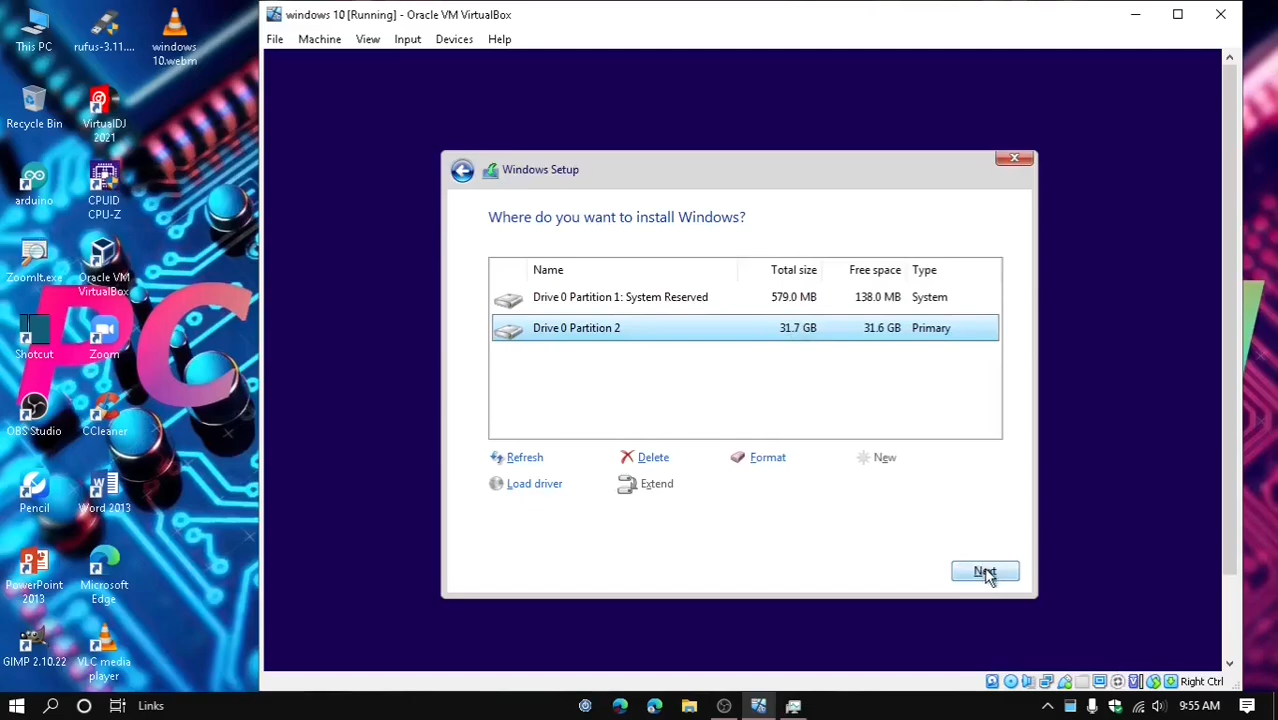 windows 10 [Running] - Oracle VM VirtualBox
File Machine View Input Devices Help
This PC
rufus-3.11....
windows
10.webm
Recycle Bin
VirtualDJ
2021
arduino
CPUID
CPU-Z
ZoomIt.exe
Oracle VM
VirtualBox
Shotcut
Zoom
OBS Studio
CCleaner
Pencil
Word 2013
PowerPoint
2013
Microsoft
Edge
GIMP 2.10.22
VLC media
player
PC
Windows Setup
Where do you want to install Windows?
Name Total size Free space Type
Drive 0 Partition 1: System Reserved 579.0 MB 138.0 MB System
Drive 0 Partition 2 31.7 GB 31.6 GB Primary
Refresh Delete Format New
Load driver Extend
Next
Right Ctrl
Links
9:55 AM